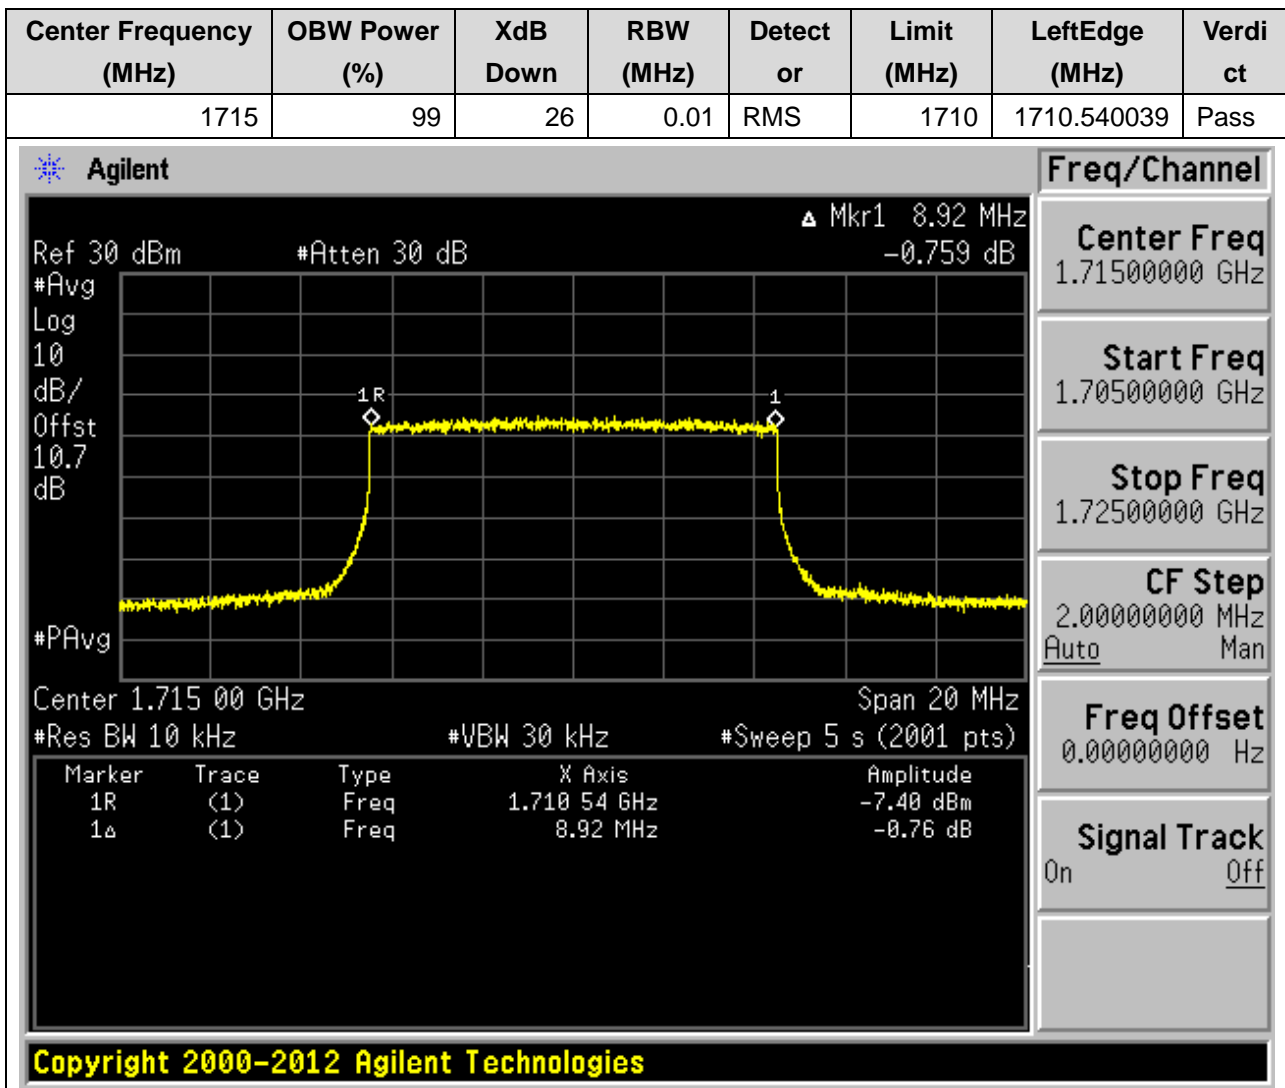 Center Frequency (MHz) OBW Power (%) XdB Down RBW (MHz) Detect or Limit (MHz) LeftEdge (MHz) Verdi ct
1715 99 26 0.01 RMS 1710 1710.540039 Pass
Agilent
Freq/Channel
Δ Mkr1 8.92 MHz
Ref 30 dBm #Atten 30 dB -0.759 dB
#Avg
Log
10
dB/
Offst
10.7
dB
#PAvg
1R
1
Center 1.715 00 GHz Span 20 MHz
#Res BW 10 kHz #VBW 30 kHz #Sweep 5 s (2001 pts)
Marker Trace Type X Axis Amplitude
1R (1) Freq 1.710 54 GHz -7.40 dBm
1Δ (1) Freq 8.92 MHz -0.76 dB
Center Freq
1.71500000 GHz
Start Freq
1.70500000 GHz
Stop Freq
1.72500000 GHz
CF Step
2.00000000 MHz
Auto Man
Freq Offset
0.00000000 Hz
Signal Track
On Off
Copyright 2000-2012 Agilent Technologies